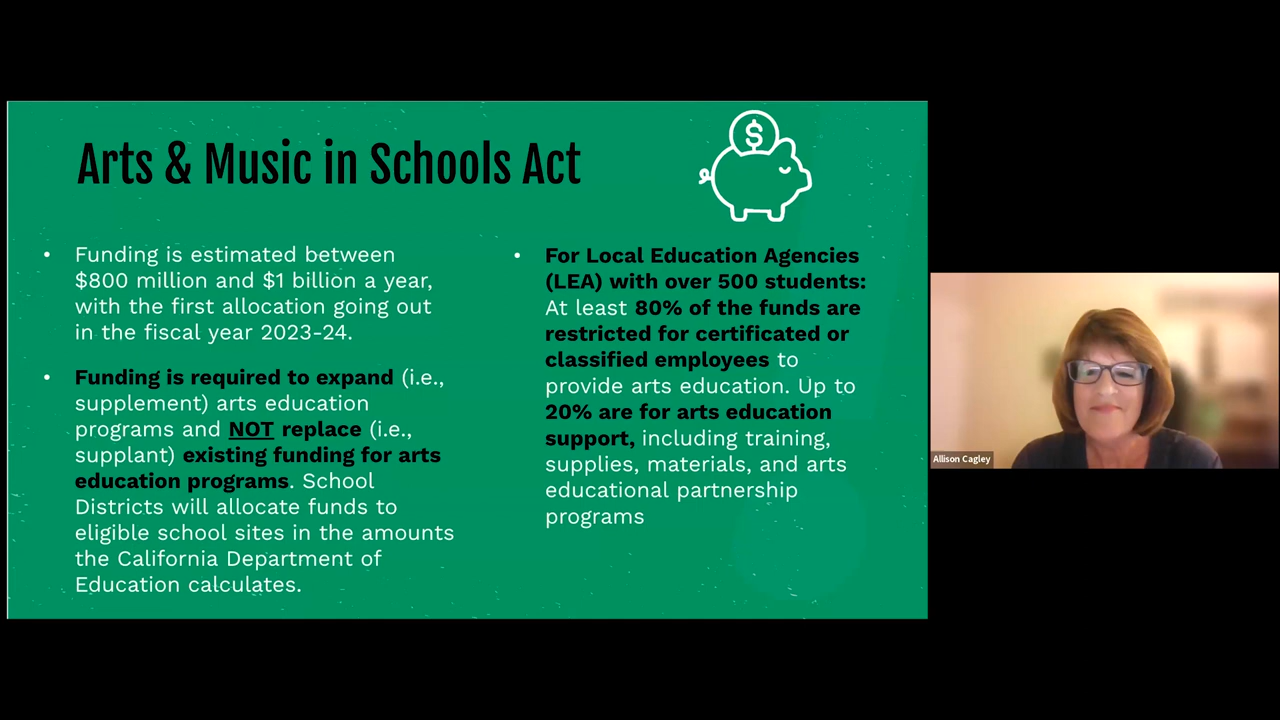 Arts & Music in Schools Act
$
• Funding is estimated between
$800 million and $1 billion a year,
with the first allocation going out
in the fiscal year 2023-24.
• Funding is required to expand (i.e.,
supplement) arts education
programs and NOT replace (i.e.,
supplant) existing funding for arts
education programs. School
Districts will allocate funds to
eligible school sites in the amounts
the California Department of
Education calculates.
• For Local Education Agencies
(LEA) with over 500 students:
At least 80% of the funds are
restricted for certificated or
classified employees to
provide arts education. Up to
20% are for arts education
support, including training,
supplies, materials, and arts
educational partnership
programs
Allison Cagley